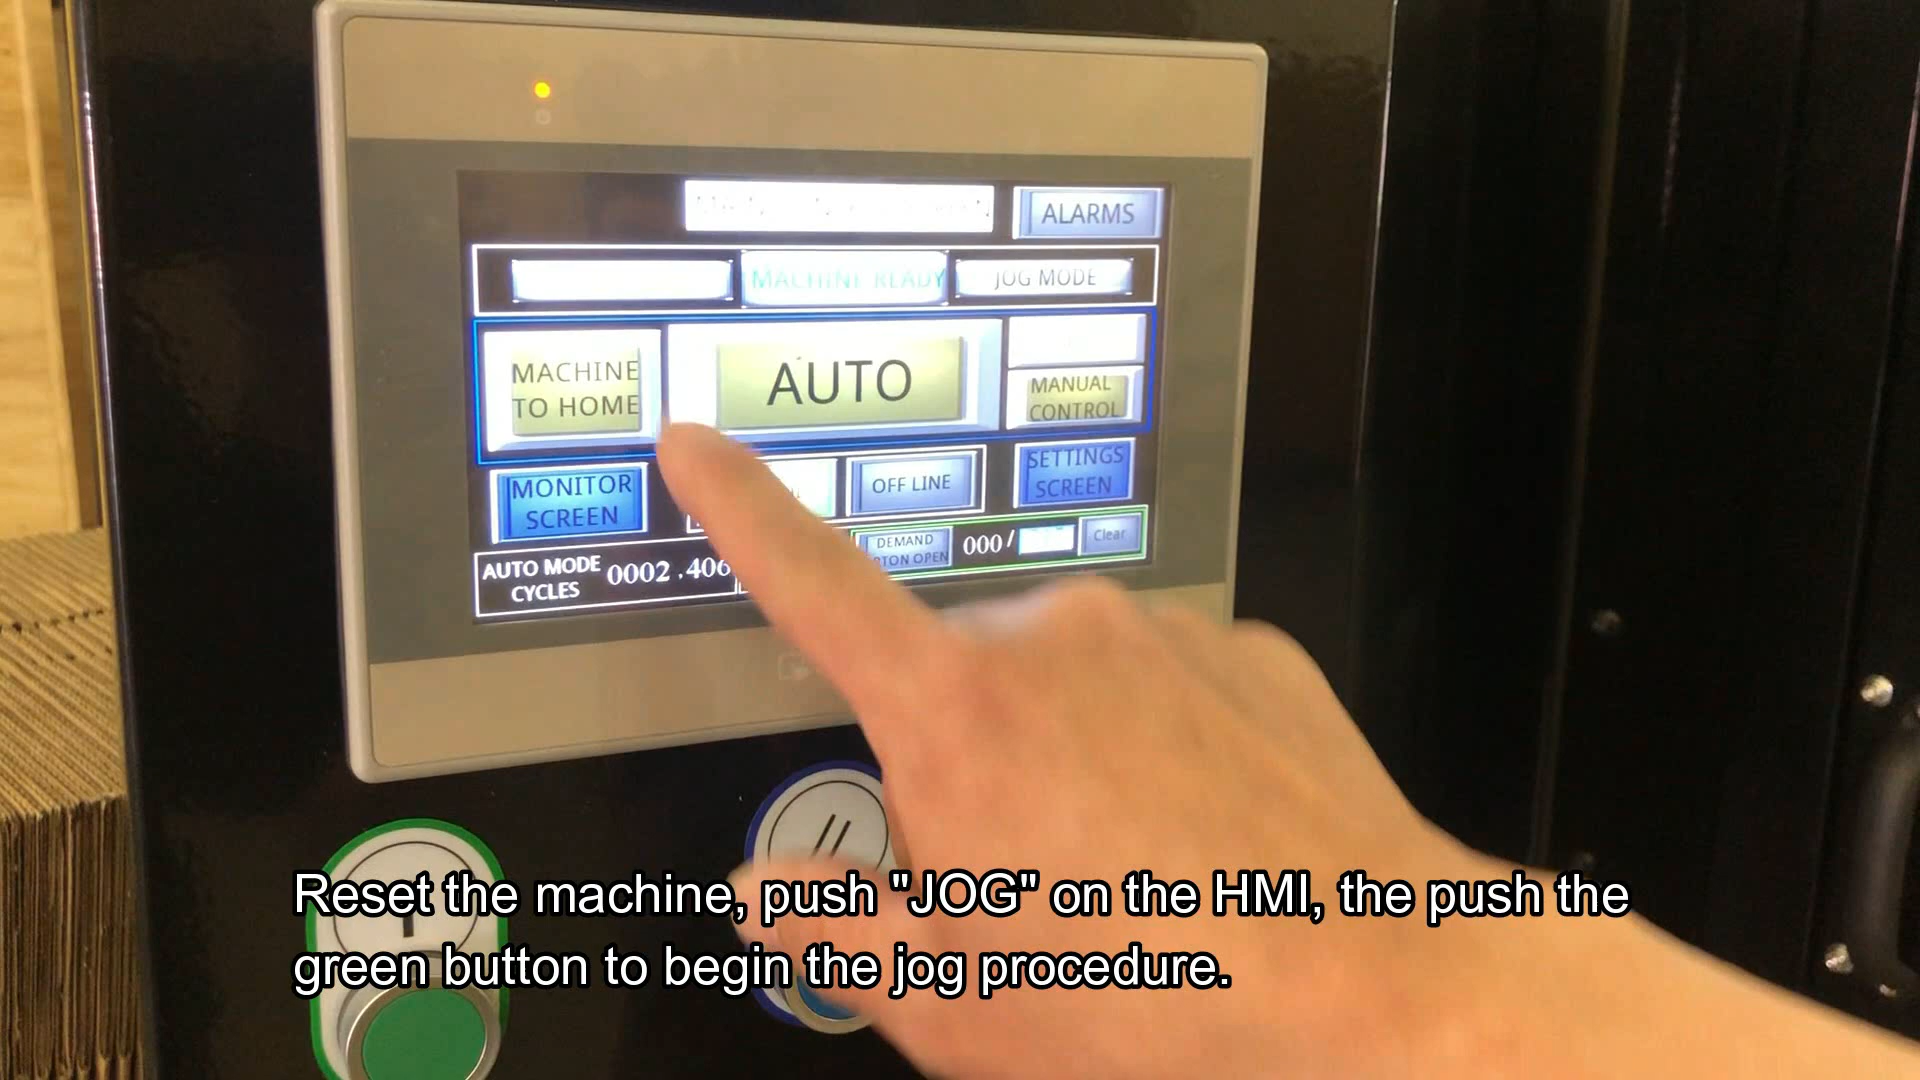 ALARMS
MACHINE READY
JOG MODE
MACHINE
TO HOME
AUTO
MANUAL
CONTROL
MONITOR
SCREEN
OFF LINE
SETTINGS
SCREEN
AUTO MODE
CYCLES
0002,406
DEMAND
OPEN
000/
Clear
Reset the machine, push "JOG" on the HMI, the push the
green button to begin the jog procedure.